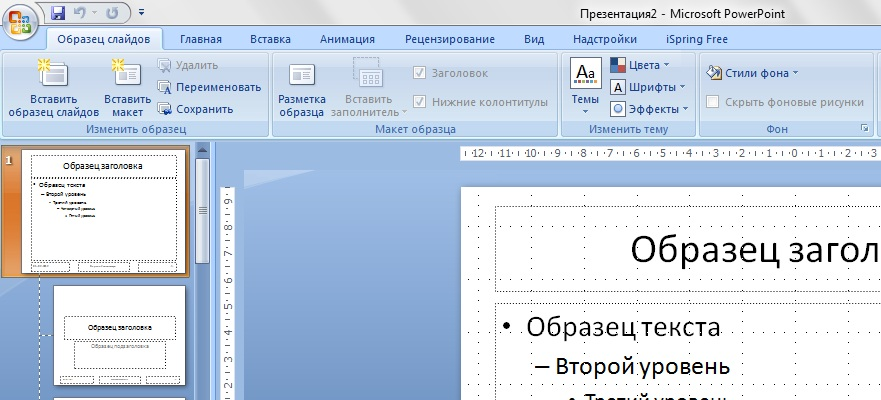 Презентация2 - Microsoft PowerPoint
Образец слайдов Главная Вставка Анимация Рецензирование Вид Надстройки iSpring Free
Вставить образец слайдов
Вставить макет
Удалить
Переименовать
Сохранить
Изменить образец
Разметка образца
Вставить заполнитель
Заголовок
Нижние колонтитулы
Макет образца
Темы
Цвета
Шрифты
Эффекты
Изменить тему
Стили фона
Скрыть фоновые рисунки
Фон
1
Образец заголовка
• Образец текста
– Второй уровень
• Третий уровень
– Четвертый уровень
» Пятый уровень
Образец заголовка
Образец подзаголовка
12 11 10 9 8 7 6 5 4 3 2 1 0 1 2 3
9 8 7 6 5 4 3 2
Образец загол
• Образец текста
– Второй уровень
• Третий уровень